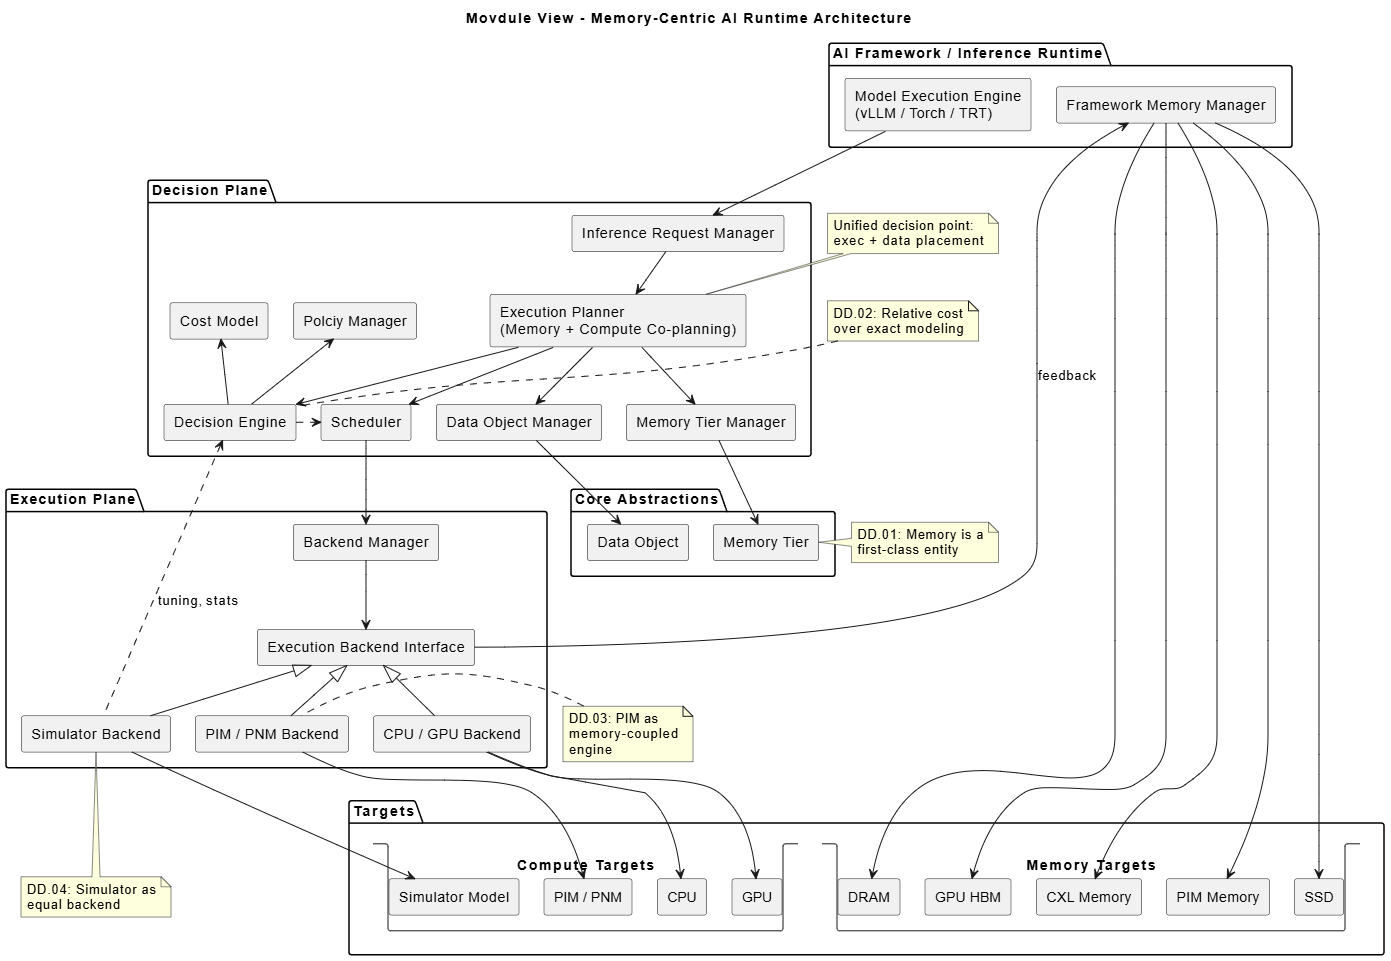 Movdule View - Memory-Centric AI Runtime Architecture
AI Framework / Inference Runtime
Model Execution Engine
(vLLM / Torch / TRT)
Framework Memory Manager
Decision Plane
Inference Request Manager
Unified decision point:
exec + data placement
Cost Model
Polciy Manager
Execution Planner
(Memory + Compute Co-planning)
DD.02: Relative cost
over exact modeling
feedback
Decision Engine
Scheduler
Data Object Manager
Memory Tier Manager
Execution Plane
Core Abstractions
Backend Manager
Data Object
Memory Tier
DD.01: Memory is a
first-class entity
tuning, stats
Execution Backend Interface
Simulator Backend
PIM / PNM Backend
CPU / GPU Backend
DD.03: PIM as
memory-coupled
engine
Targets
Compute Targets
Memory Targets
DD.04: Simulator as
equal backend
Simulator Model
PIM / PNM
CPU
GPU
DRAM
GPU HBM
CXL Memory
PIM Memory
SSD